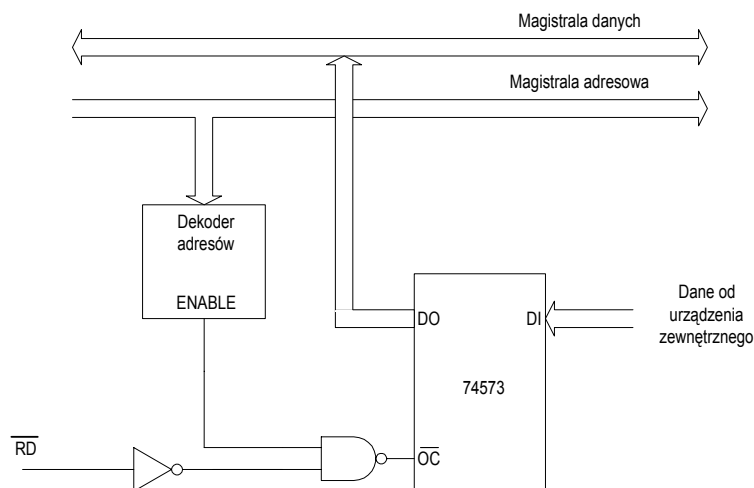 Magistrala danych
Magistrala adresowa
Dekoder
adresów
ENABLE
DO
DI
Dane od
urządzenia
zewnętrznego
74573
RD
OC